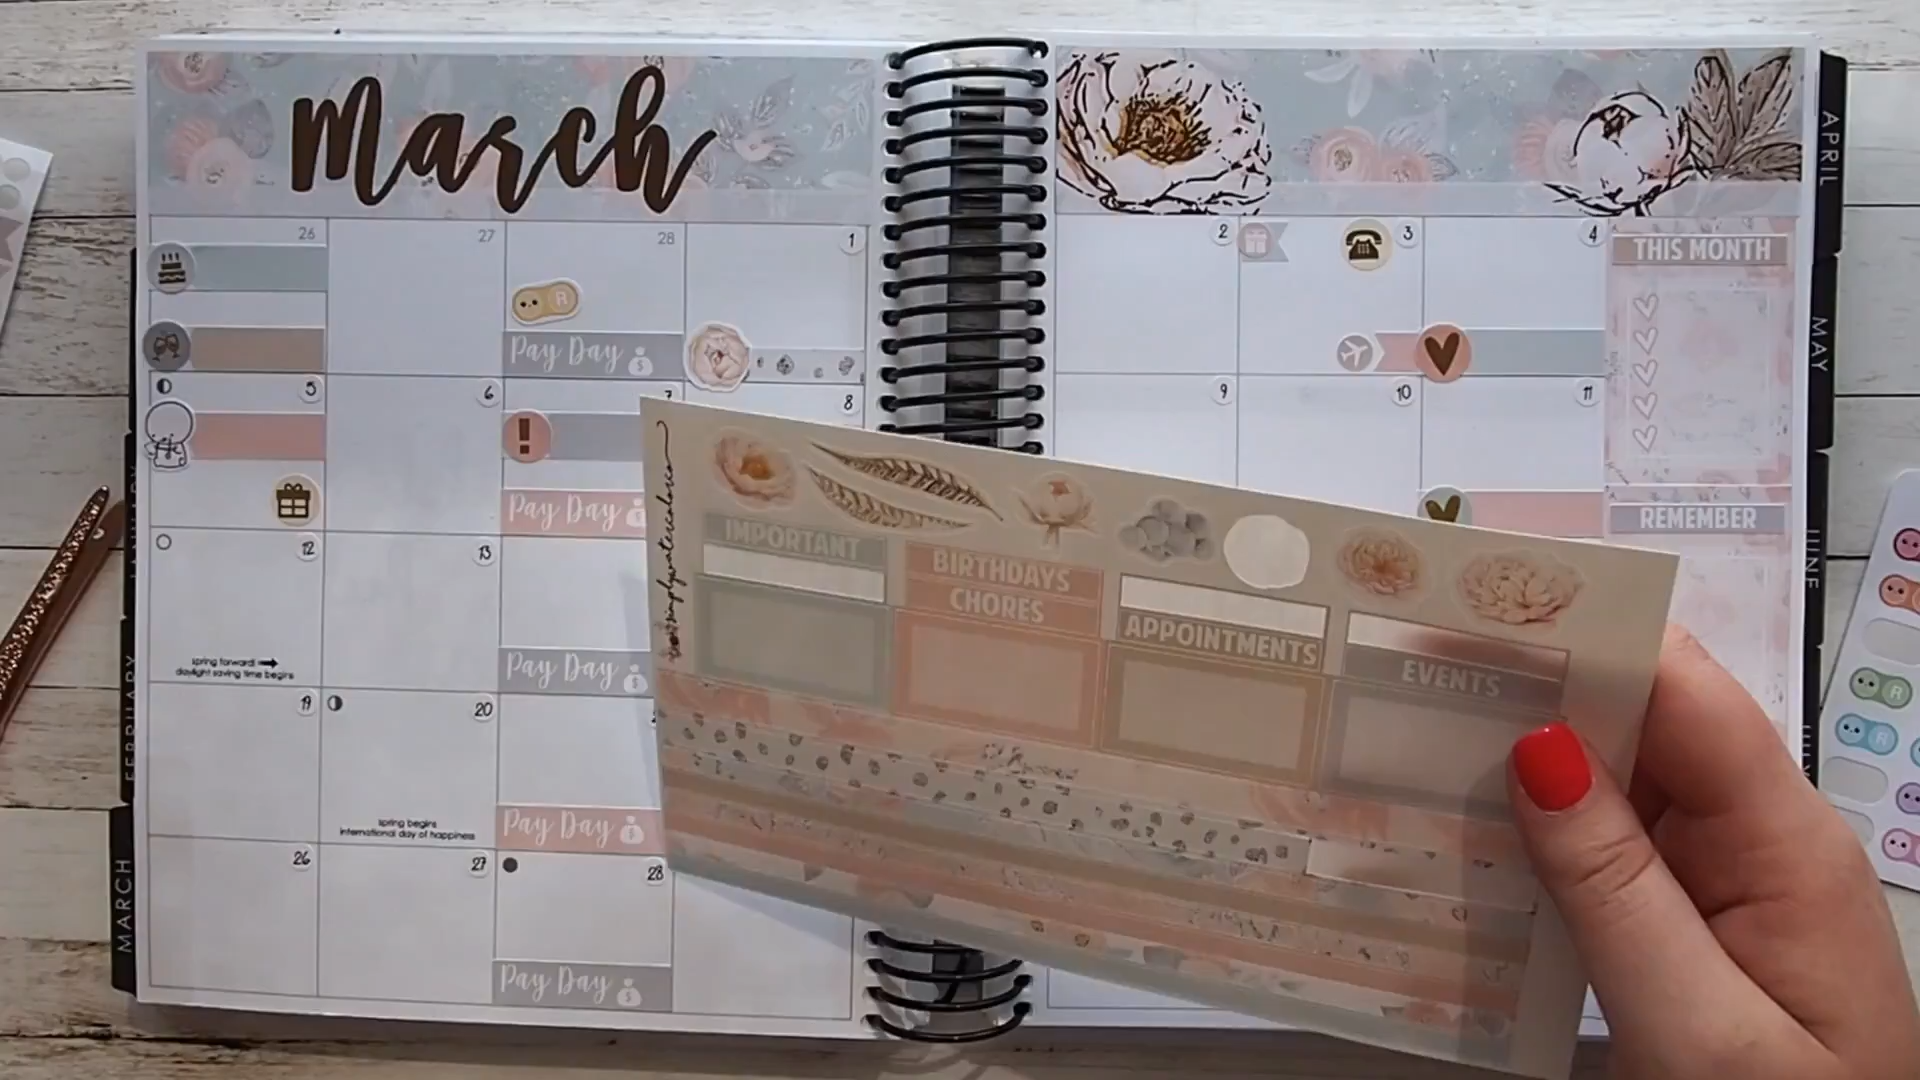 March
26
27
28
1
2
3
4
THIS MONTH
R
Pay Day
5
6
7
8
9
10
11
Pay Day
REMEMBER
IMPORTANT
BIRTHDAYS
CHORES
APPOINTMENTS
EVENTS
12
13
spring forward!
daylight saving time begins
Pay Day
19
20
spring begins
international day of happiness
Pay Day
26
27
28
Pay Day
JANUARY
FEBRUARY
MARCH
APRIL
MAY
JUNE
R
R